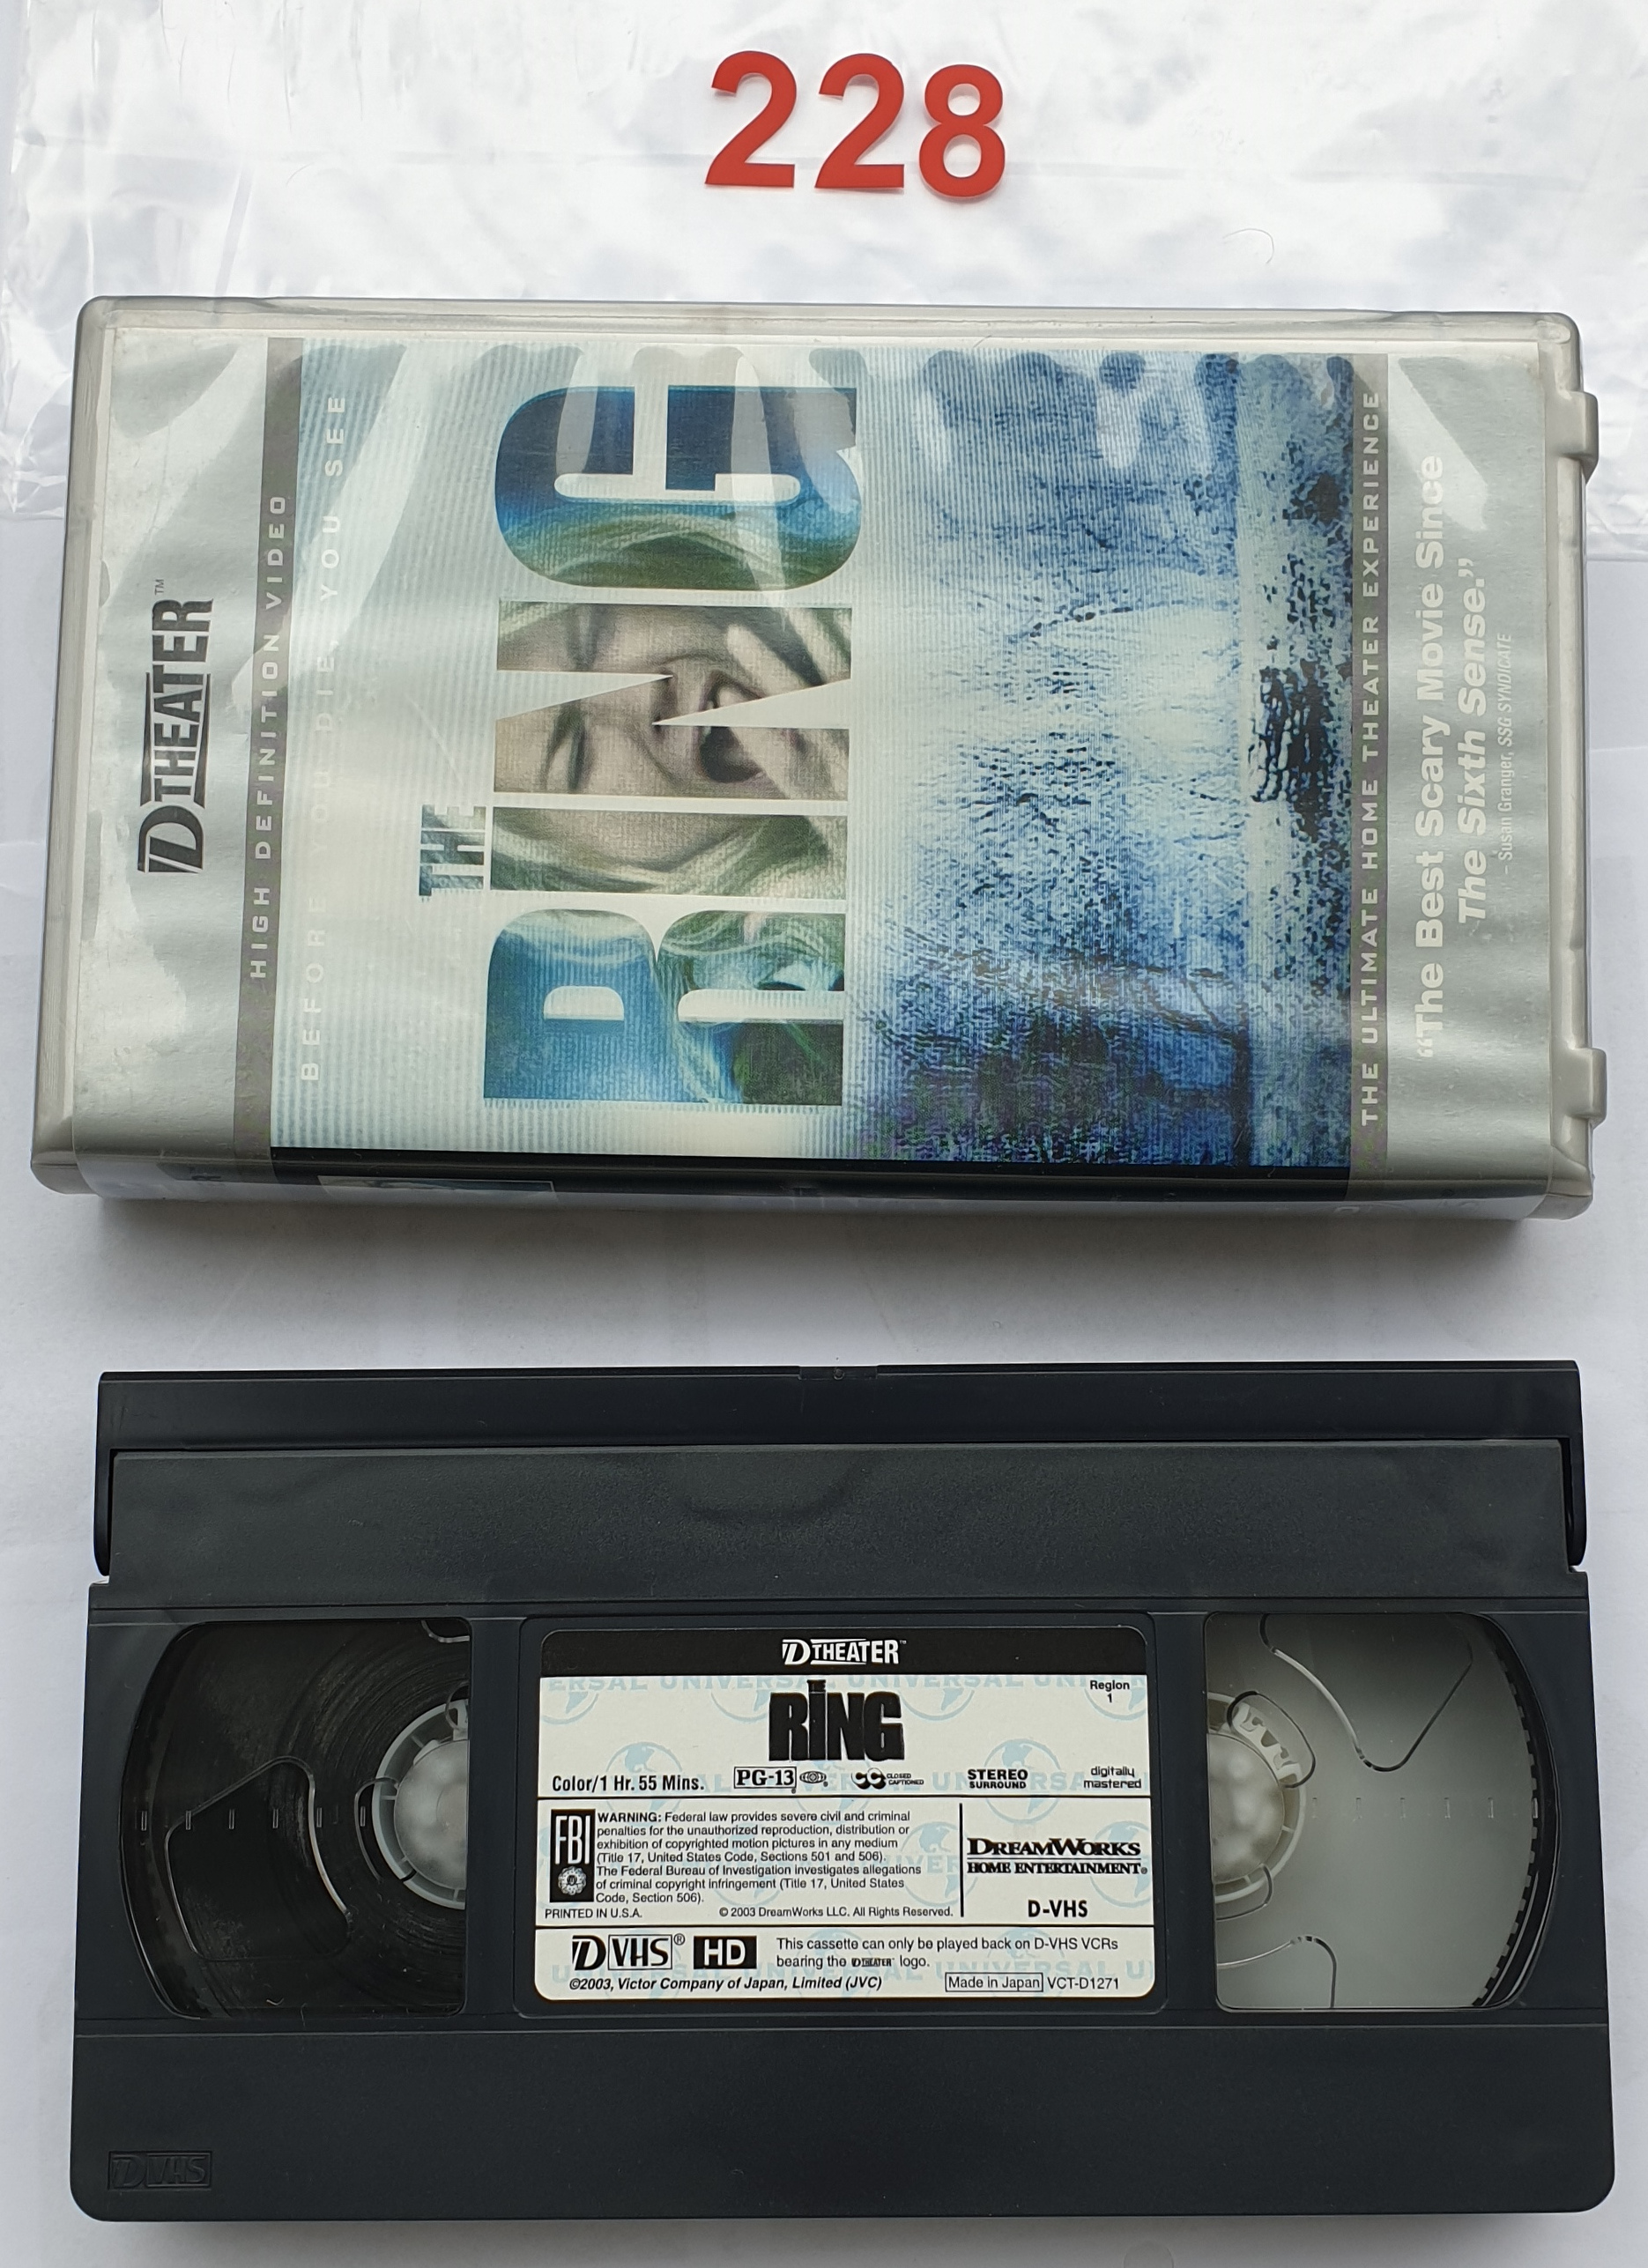 228
D THEATER™
HIGH DEFINITION VIDEO
BEFORE YOU DIE, YOU SEE
THE
RING
THE ULTIMATE HOME THEATER EXPERIENCE
“The Best Scary Movie Since
The Sixth Sense.”
- Susan Granger, SSG SYNDICATE
D THEATER™
UNIVERSAL UNIVERSAL
THE
RING
Region
1
Color/1 Hr. 55 Mins.
PG-13
CC CLOSED
CAPTIONED
STEREO
SURROUND
digitally
mastered
FBI
WARNING: Federal law provides severe civil and criminal
penalties for the unauthorized reproduction, distribution or
exhibition of copyrighted motion pictures in any medium
(Title 17, United States Code, Sections 501 and 506).
The Federal Bureau of Investigation investigates allegations
of criminal copyright infringement (Title 17, United States
Code, Section 506).
PRINTED IN U.S.A.
© 2003 DreamWorks LLC. All Rights Reserved.
DREAMWORKS
HOME ENTERTAINMENT®
D-VHS
D VHS® HD
This cassette can only be played back on D-VHS VCRs
bearing the D THEATER logo.
©2003, Victor Company of Japan, Limited (JVC)
Made in Japan VCT-D1271
D VHS